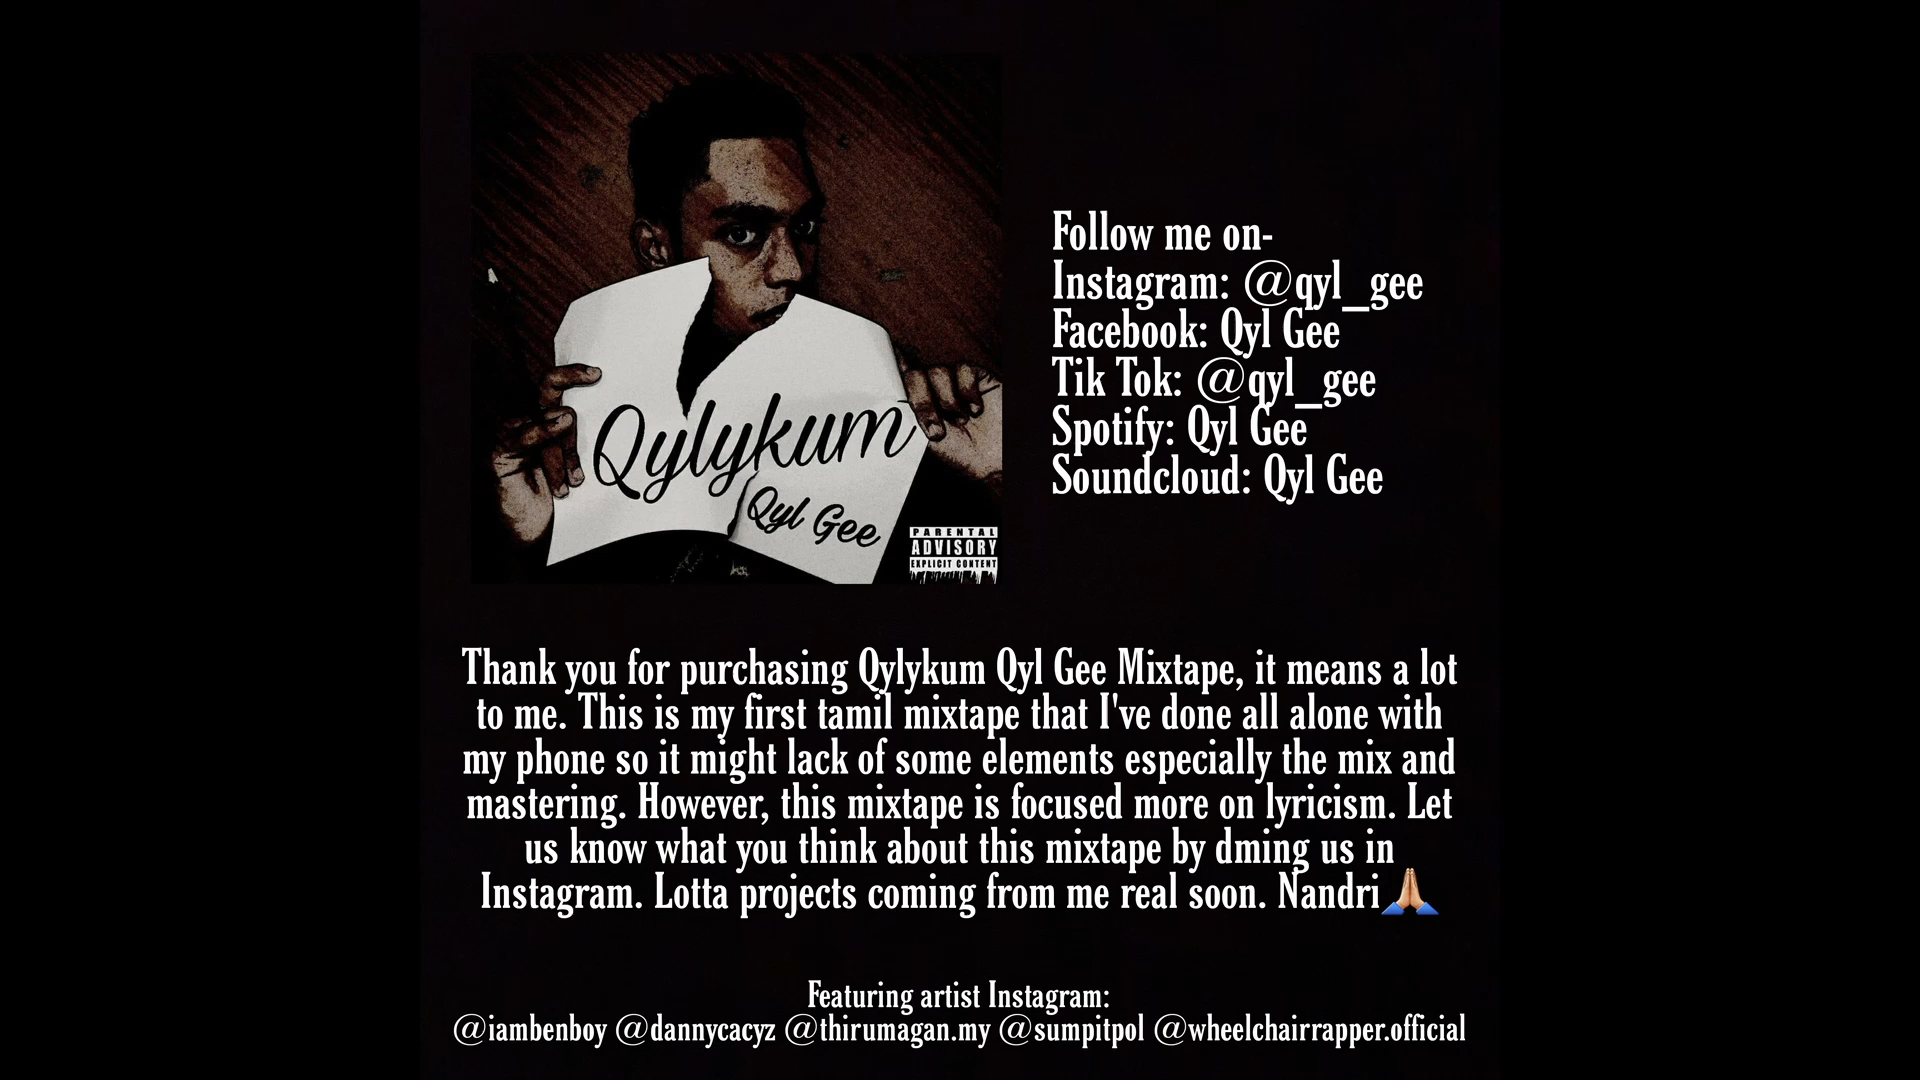 Qylykum
Qyl Gee
PARENTAL
ADVISORY
EXPLICIT CONTENT
Follow me on-
Instagram: @qyl_gee
Facebook: Qyl Gee
Tik Tok: @qyl_gee
Spotify: Qyl Gee
Soundcloud: Qyl Gee
Thank you for purchasing Qylykum Qyl Gee Mixtape, it means a lot
to me. This is my first tamil mixtape that I've done all alone with
my phone so it might lack of some elements especially the mix and
mastering. However, this mixtape is focused more on lyricism. Let
us know what you think about this mixtape by dming us in
Instagram. Lotta projects coming from me real soon. Nandri🙏🏼
Featuring artist Instagram:
@iambenboy @dannycacyz @thirumagan.my @sumpitpol @wheelchairrapper.official